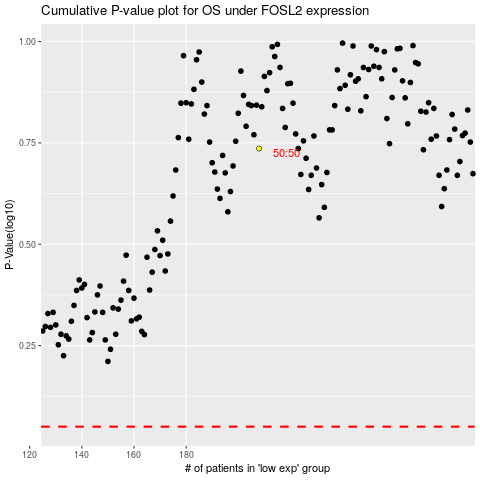 Cumulative P-value plot for OS under FOSL2 expression
P-Value(log10)
1.00
0.75
0.50
0.25
50:50
120 140 160 180
# of patients in 'low exp' group